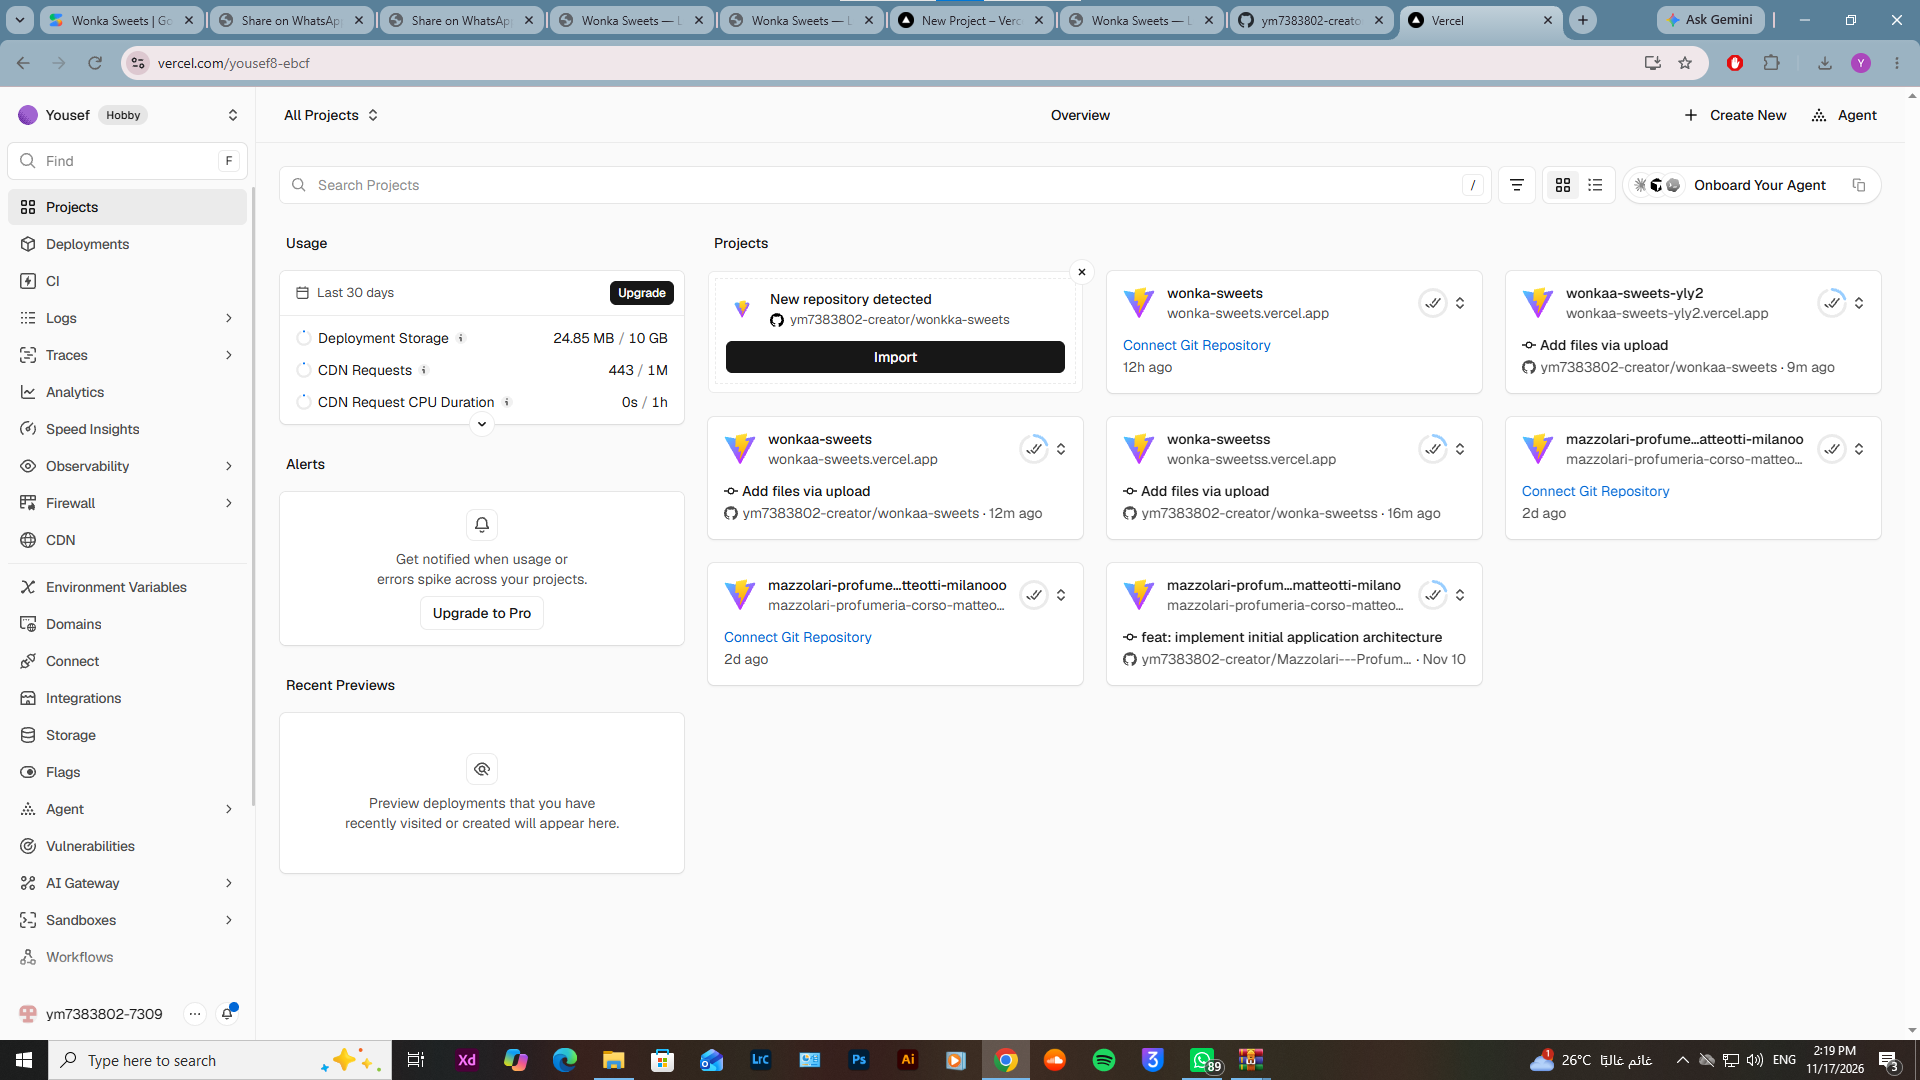 Wonka Sweets | Go
Share on WhatsApp
Share on WhatsApp
Wonka Sweets — L
Wonka Sweets — L
New Project – Verc
Wonka Sweets — L
ym7383802-creato
Vercel
Ask Gemini
vercel.com/yousef8-ebcf
Y
Yousef
Hobby
All Projects
Overview
Create New
Agent
Find
F
Search Projects
/
Onboard Your Agent
Projects
Deployments
CI
Logs
Traces
Analytics
Speed Insights
Observability
Firewall
CDN
Environment Variables
Domains
Connect
Integrations
Storage
Flags
Agent
Vulnerabilities
AI Gateway
Sandboxes
Workflows
ym7383802-7309
Usage
Last 30 days
Upgrade
Deployment Storage 24.85 MB / 10 GB
CDN Requests 443 / 1M
CDN Request CPU Duration 0s / 1h
Alerts
Get notified when usage or
errors spike across your projects.
Upgrade to Pro
Recent Previews
Preview deployments that you have
recently visited or created will appear here.
Projects
New repository detected
ym7383802-creator/wonkka-sweets
Import
wonka-sweets
wonka-sweets.vercel.app
Connect Git Repository
12h ago
wonkaa-sweets-yly2
wonkaa-sweets-yly2.vercel.app
Add files via upload
ym7383802-creator/wonkaa-sweets · 9m ago
wonkaa-sweets
wonkaa-sweets.vercel.app
Add files via upload
ym7383802-creator/wonkaa-sweets · 12m ago
wonka-sweetss
wonka-sweetss.vercel.app
Add files via upload
ym7383802-creator/wonka-sweetss · 16m ago
mazzolari-profume...atteotti-milanoo
mazzolari-profumeria-corso-matteo...
Connect Git Repository
2d ago
mazzolari-profume...tteotti-milanooo
mazzolari-profumeria-corso-matteo...
Connect Git Repository
2d ago
mazzolari-profum...matteotti-milano
mazzolari-profumeria-corso-matteo...
feat: implement initial application architecture
ym7383802-creator/Mazzolari---Profum... · Nov 10
Type here to search
Xd
Lrc
Ps
Ai
3
89
1
26°C غائم غالبًا
ENG
2:19 PM
11/17/2026
3